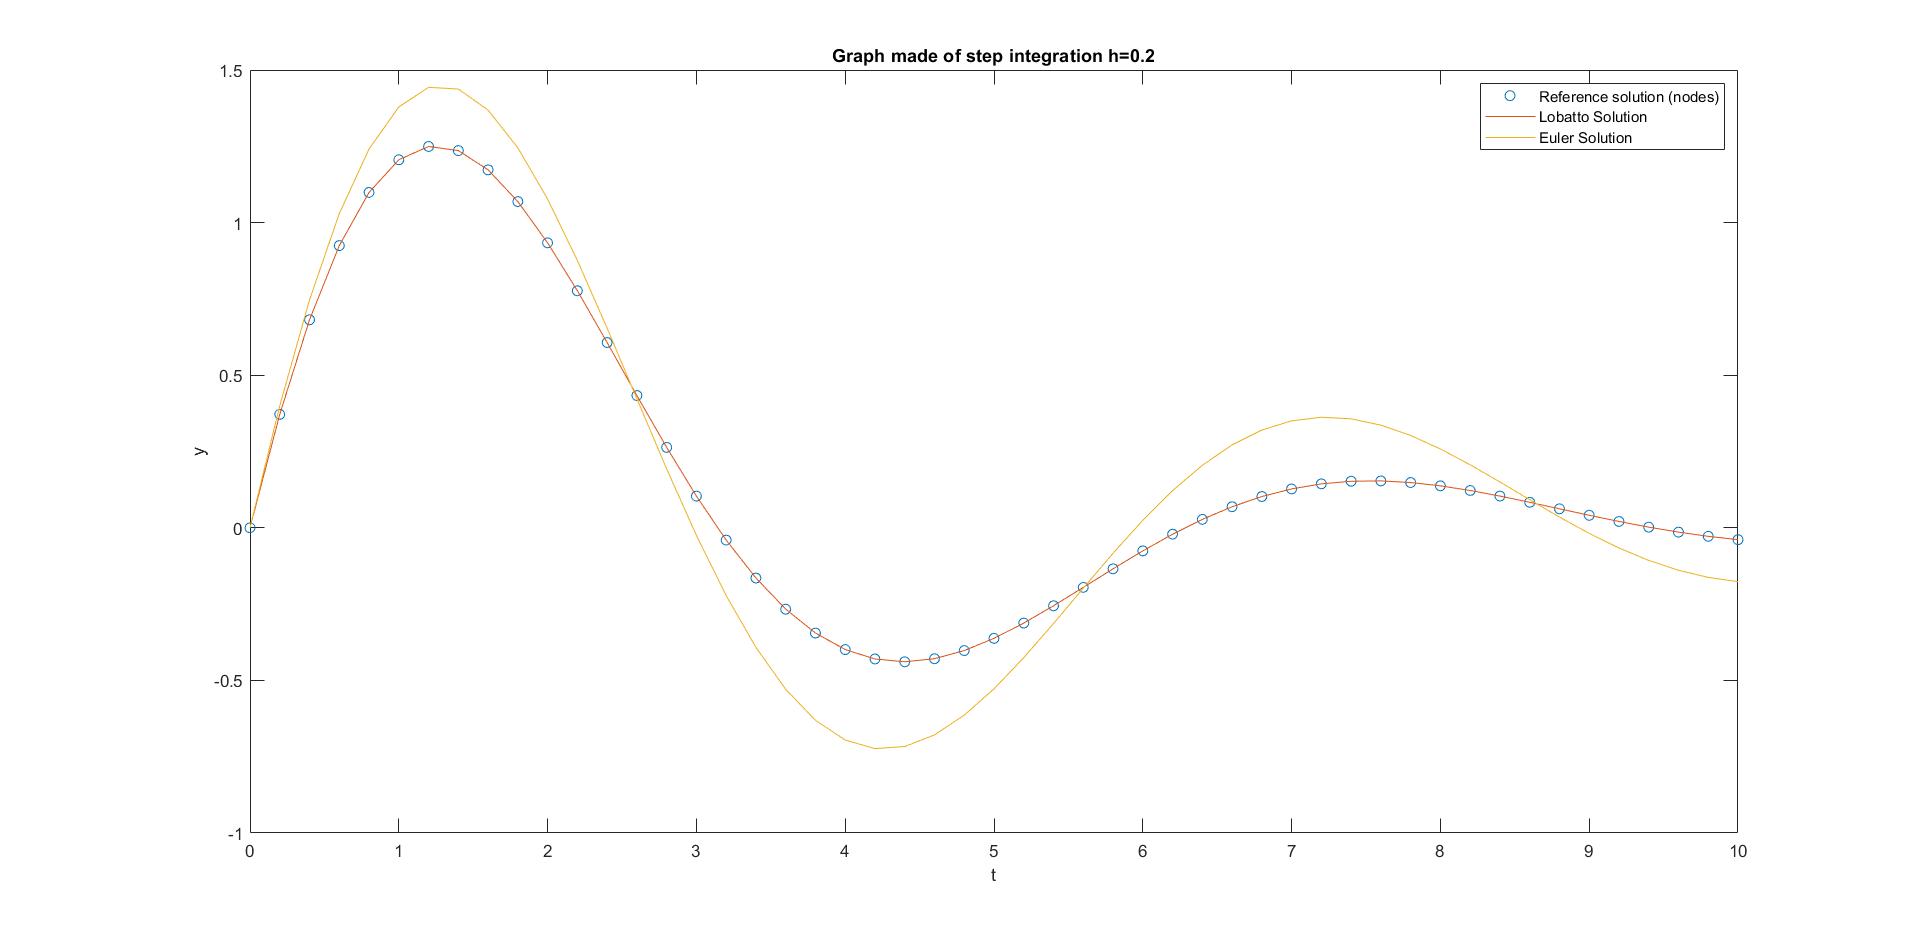 Graph made of step integration h=0.2
1.5
1
0.5
0
-0.5
-1
y
Reference solution (nodes)
Lobatto Solution
Euler Solution
0 1 2 3 4 5 6 7 8 9 10
t